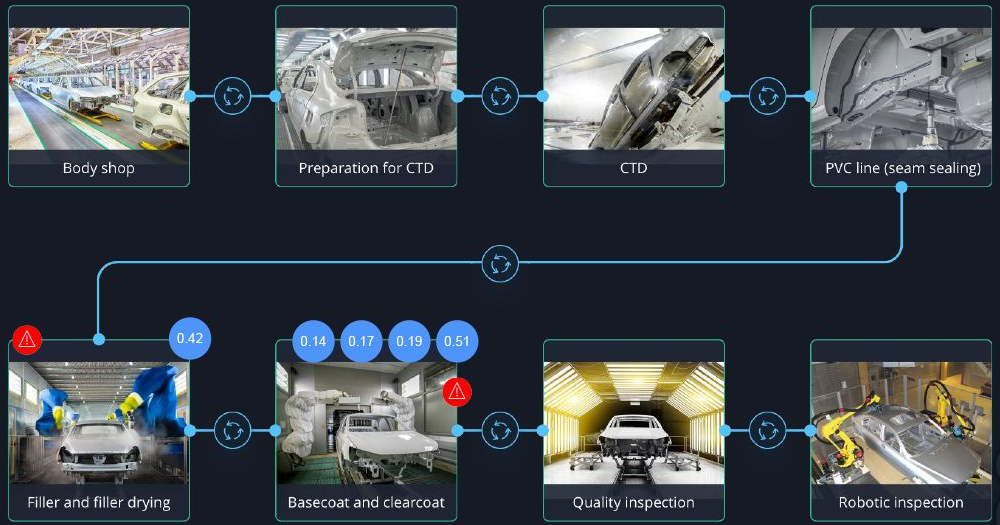 Body shop
Preparation for CTD
CTD
PVC line (seam sealing)
0.42
0.14
0.17
0.19
0.51
Filler and filler drying
Basecoat and clearcoat
Quality inspection
Robotic inspection